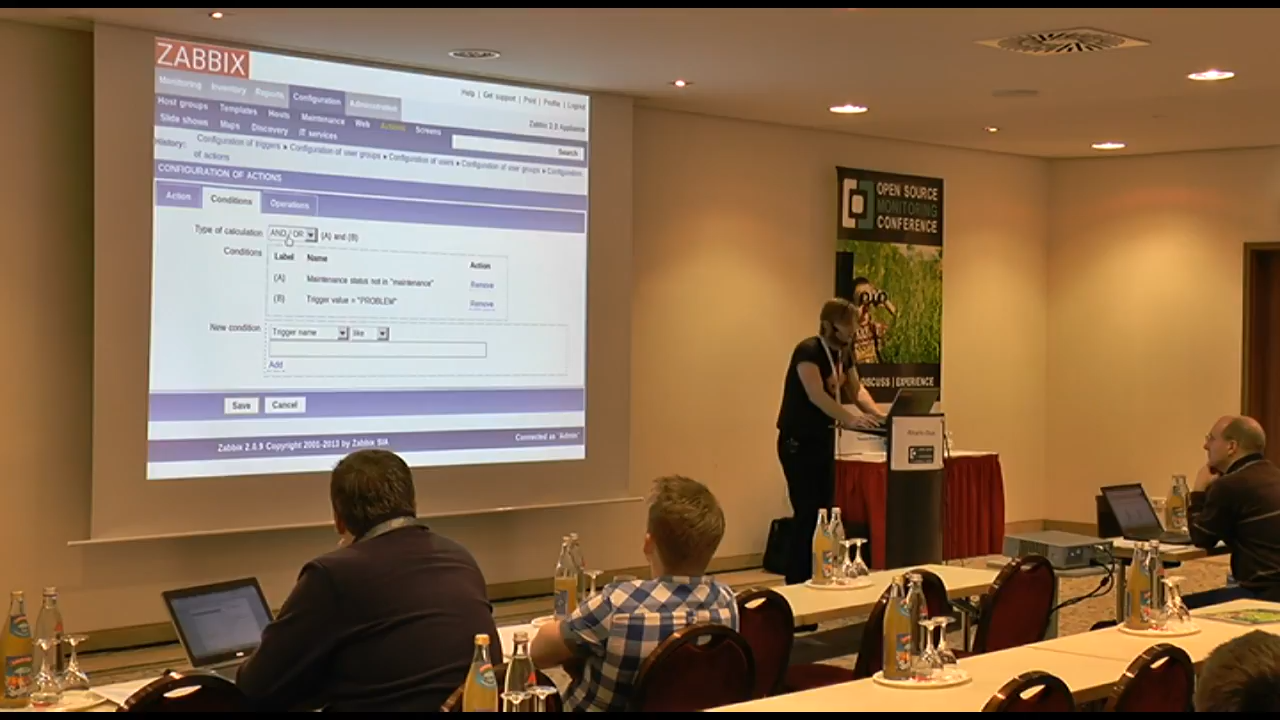 ZABBIX
Help | Get support | Print | Profile | Logout
Monitoring Inventory Reports Configuration Administration
Zabbix 2.0 Appliance
Host groups Templates Hosts Maintenance Web Actions Screens
Slide shows Maps Discovery IT services
Search
History: Configuration of triggers » Configuration of user groups » Configuration of users » Configuration of user groups » Configuration
of actions
CONFIGURATION OF ACTIONS
Action Conditions Operations
Type of calculation AND / OR (A) and (B)
Conditions
Label Name Action
(A) Maintenance status not in "maintenance" Remove
(B) Trigger value = "PROBLEM" Remove
New condition Trigger name like
Add
Save Cancel
Zabbix 2.0.9 Copyright 2001-2013 by Zabbix SIA
Connected as 'Admin'
OPEN SOURCE
MONITORING
CONFERENCE
DISCUSS | EXPERIENCE